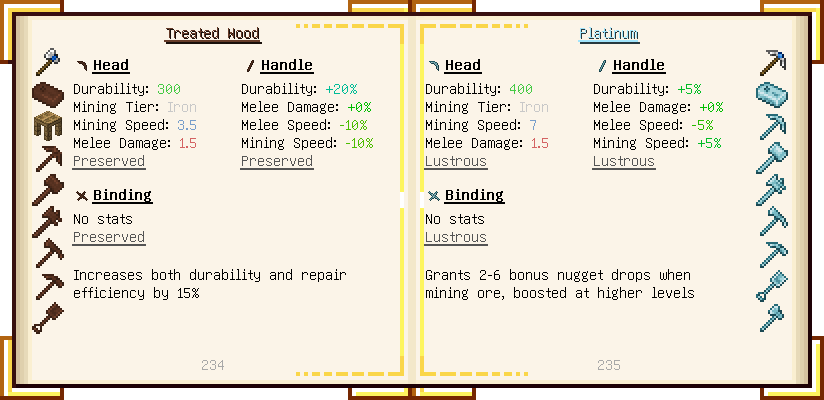 Treated Wood
Head
Durability: 300
Mining Tier: Iron
Mining Speed: 3.5
Melee Damage: 1.5
Preserved
Handle
Durability: +20%
Melee Damage: +0%
Melee Speed: -10%
Mining Speed: -10%
Preserved
Binding
No stats
Preserved
Increases both durability and repair
efficiency by 15%
234
Platinum
Head
Durability: 400
Mining Tier: Iron
Mining Speed: 7
Melee Damage: 1.5
Lustrous
Handle
Durability: +5%
Melee Damage: +0%
Melee Speed: -5%
Mining Speed: +5%
Lustrous
Binding
No stats
Lustrous
Grants 2-6 bonus nugget drops when
mining ore, boosted at higher levels
235